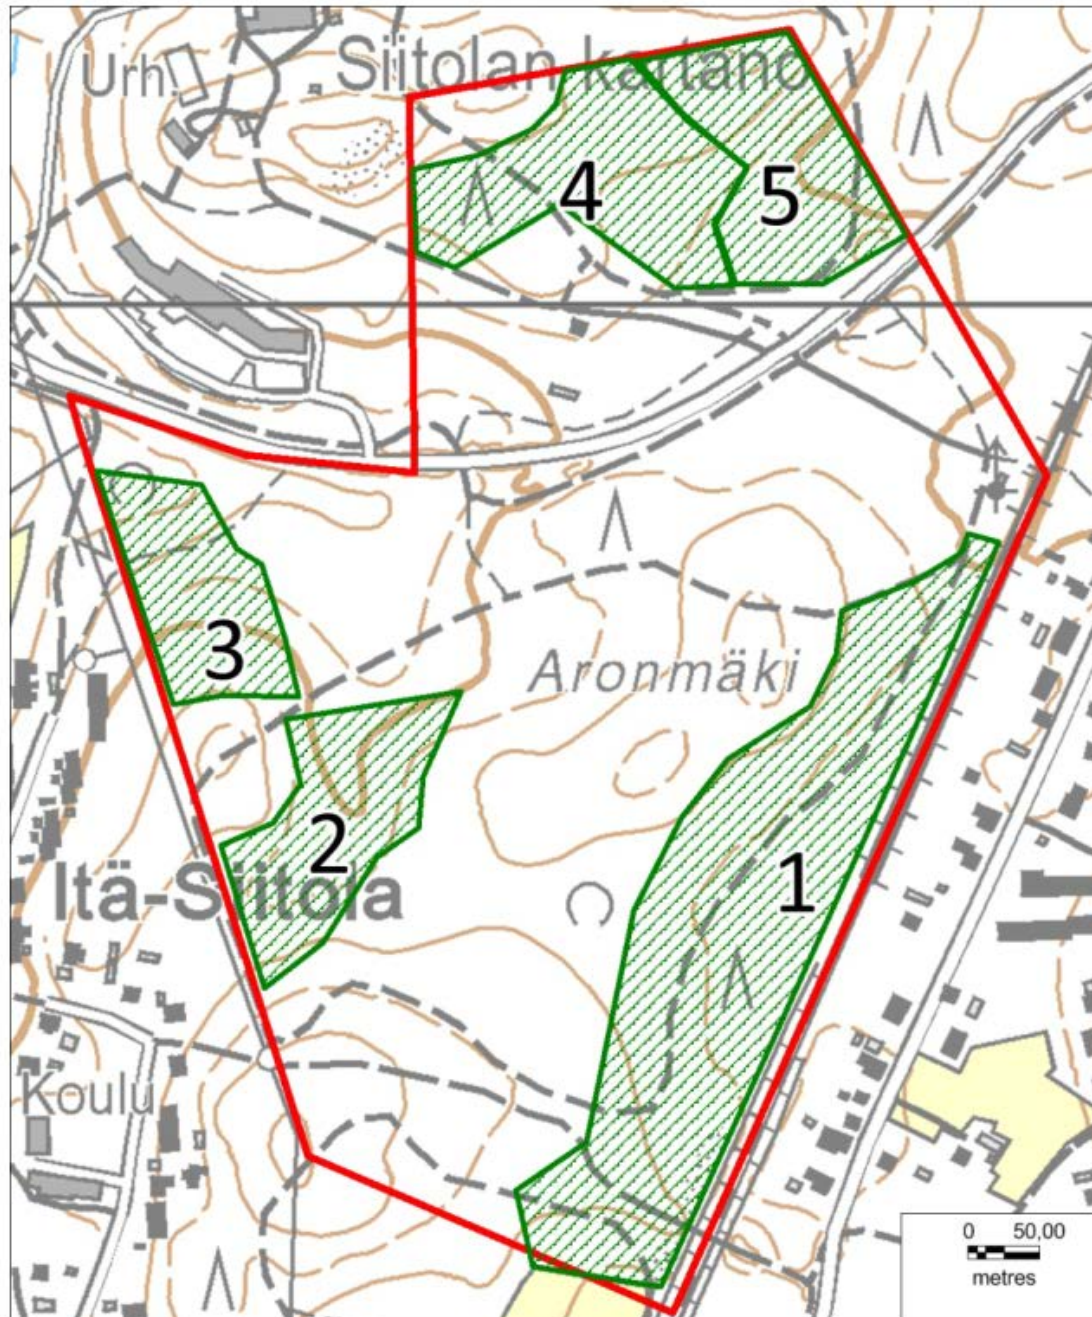 Urh.
Siitolan kartano
4
5
3
Aronmäki
2
1
Itä-Siitola
Koulu
0 50,00
metres